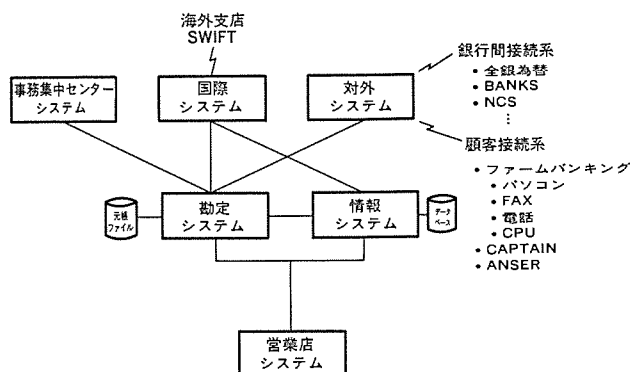 海外支店
SWIFT
銀行間接続系
• 全銀為替
• BANKS
• NCS
⋮
事務集中センター
システム
国際
システム
対外
システム
顧客接続系
• ファームバンキング
• パソコン
• FAX
• 電話
• CPU
• CAPTAIN
• ANSER
元帳
ファイル
勘定
システム
情報
システム
データ
ベース
営業店
システム